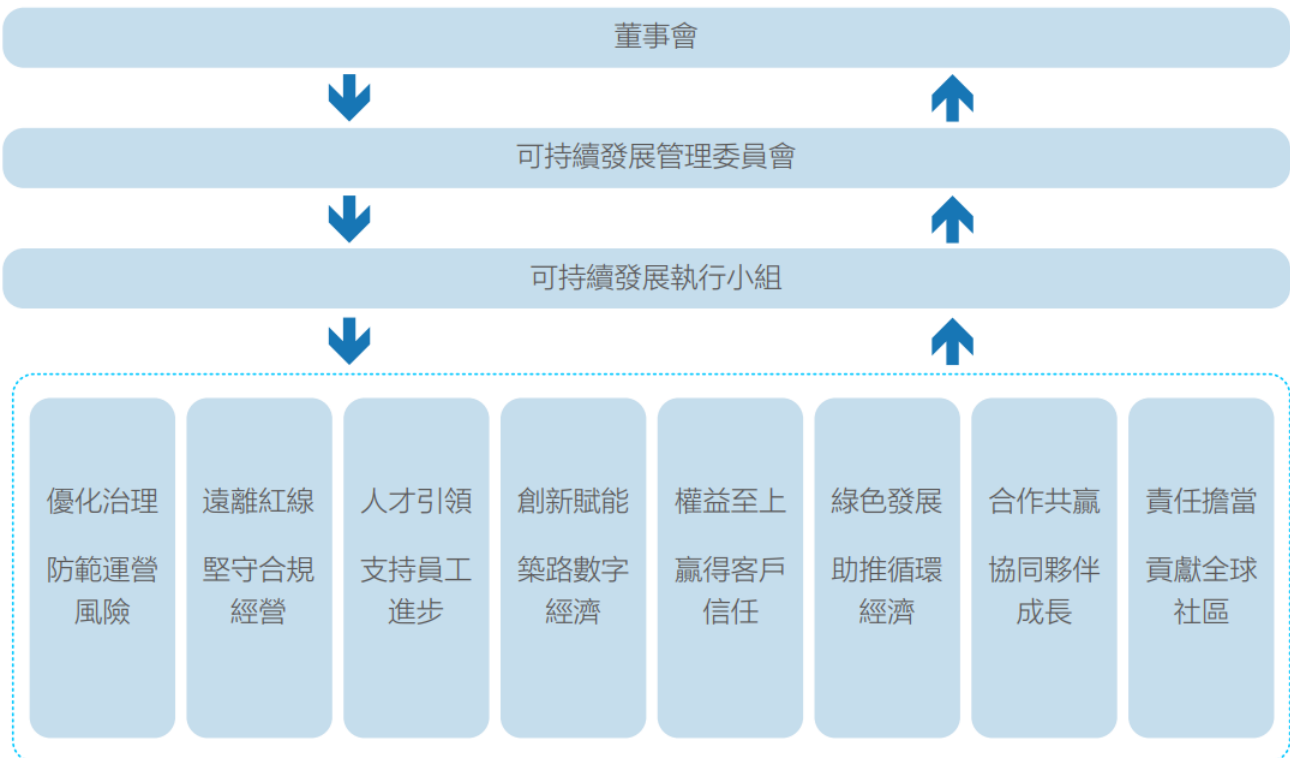 董事會
可持續發展管理委員會
可持續發展執行小組
優化治理
防範運營
風險
遠離紅線
堅守合規
經營
人才引領
支持員工
進步
創新賦能
築路數字
經濟
權益至上
贏得客戶
信任
綠色發展
助推循環
經濟
合作共贏
協同夥伴
成長
責任擔當
貢獻全球
社區